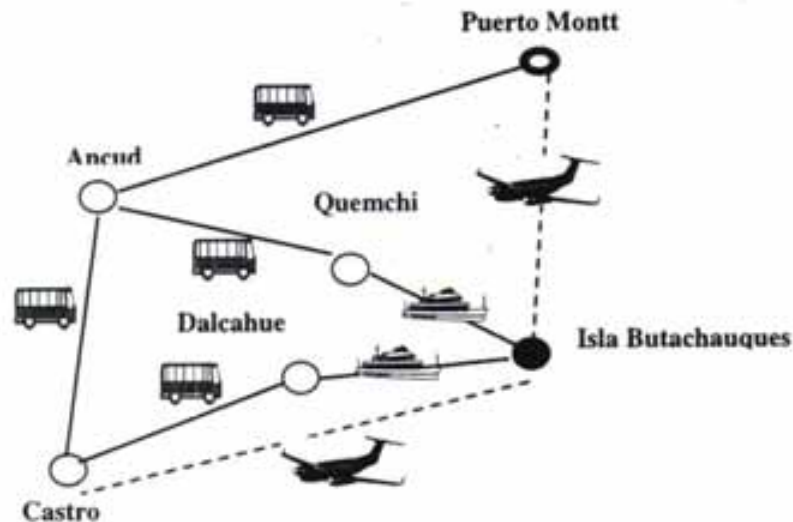 Puerto Montt
Ancud
Quemchi
Dalcahue
Isla Butachauques
Castro